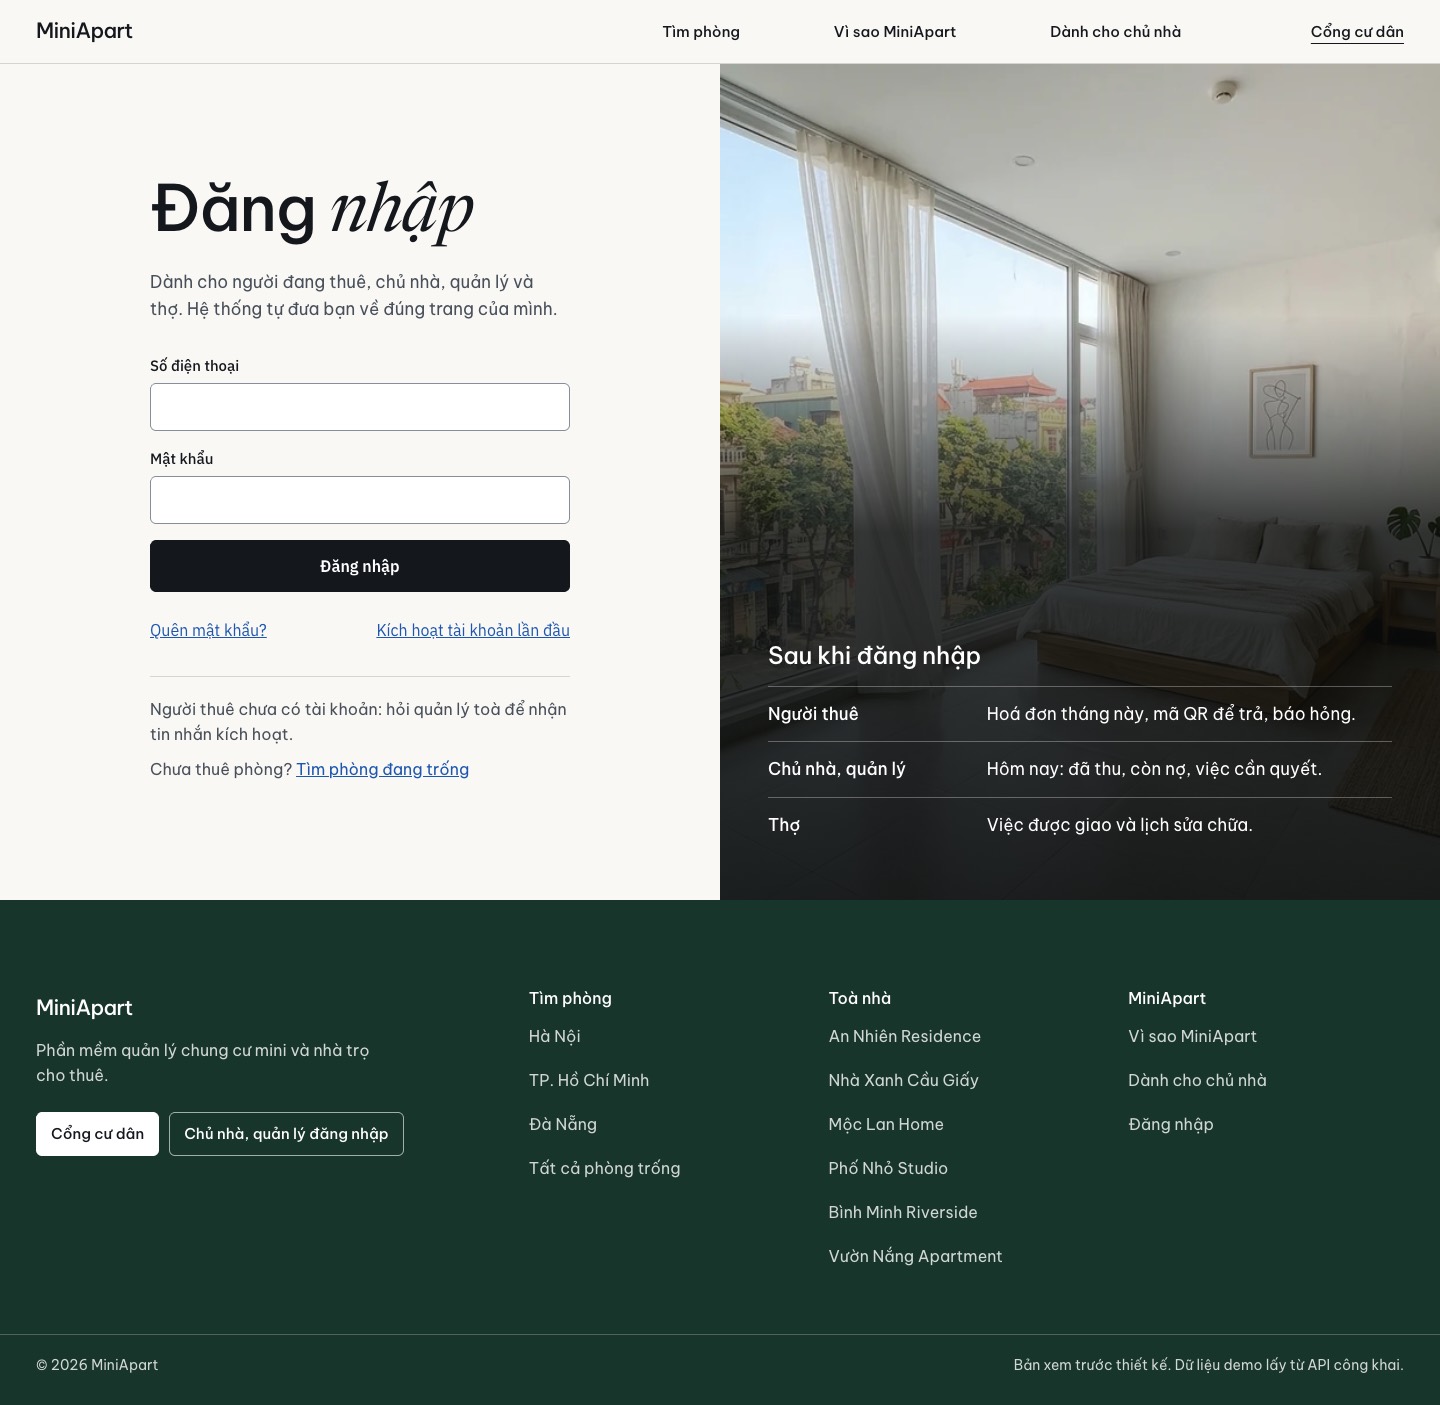 MiniApart
Tìm phòng
Vì sao MiniApart
Dành cho chủ nhà
Cổng cư dân
Đăng nhập
Dành cho người đang thuê, chủ nhà, quản lý và
thợ. Hệ thống tự đưa bạn về đúng trang của mình.
Số điện thoại
Mật khẩu
Đăng nhập
Quên mật khẩu?
Kích hoạt tài khoản lần đầu
Người thuê chưa có tài khoản: hỏi quản lý toà để nhận
tin nhắn kích hoạt.
Chưa thuê phòng? Tìm phòng đang trống
Sau khi đăng nhập
Người thuê
Hoá đơn tháng này, mã QR để trả, báo hỏng.
Chủ nhà, quản lý
Hôm nay: đã thu, còn nợ, việc cần quyết.
Thợ
Việc được giao và lịch sửa chữa.
MiniApart
Phần mềm quản lý chung cư mini và nhà trọ
cho thuê.
Cổng cư dân
Chủ nhà, quản lý đăng nhập
Tìm phòng
Hà Nội
TP. Hồ Chí Minh
Đà Nẵng
Tất cả phòng trống
Toà nhà
An Nhiên Residence
Nhà Xanh Cầu Giấy
Mộc Lan Home
Phố Nhỏ Studio
Bình Minh Riverside
Vườn Nắng Apartment
MiniApart
Vì sao MiniApart
Dành cho chủ nhà
Đăng nhập
© 2026 MiniApart
Bản xem trước thiết kế. Dữ liệu demo lấy từ API công khai.